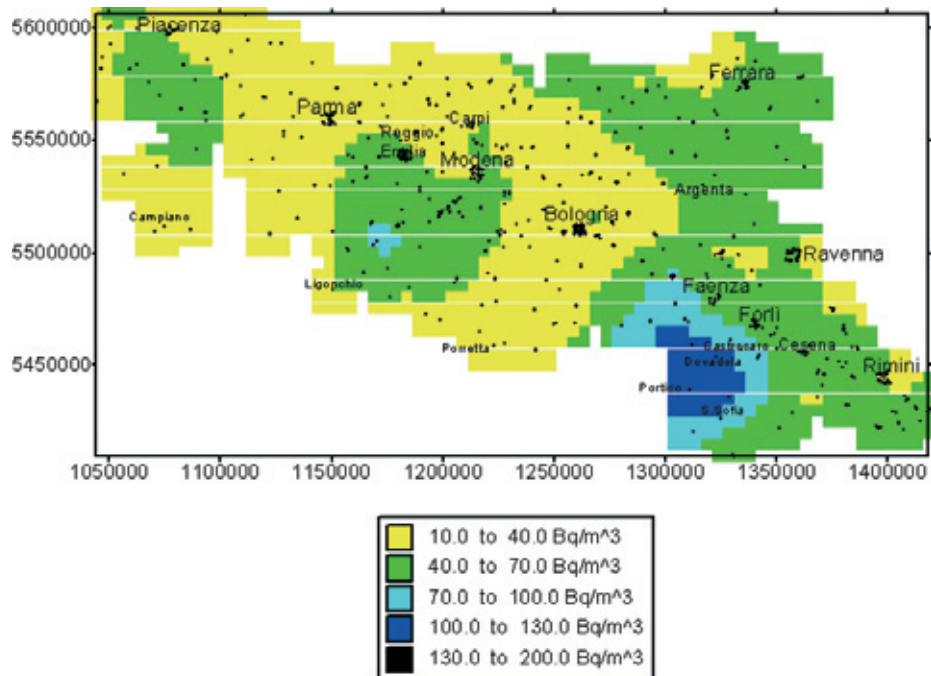 5600000
Piacenza
Ferrara
Parma
Carpi
5550000
Reggio
Emilia
Modena
Argenta
Campiano
Bologna
5500000
Ravenna
Ligonchio
Faenza
Forlì
Porretta
Castrocaro
Cesena
5450000
Dovadola
Rimini
Portico
S.Sofia
1050000 1100000 1150000 1200000 1250000 1300000 1350000 1400000
10.0 to 40.0 Bq/m^3
40.0 to 70.0 Bq/m^3
70.0 to 100.0 Bq/m^3
100.0 to 130.0 Bq/m^3
130.0 to 200.0 Bq/m^3